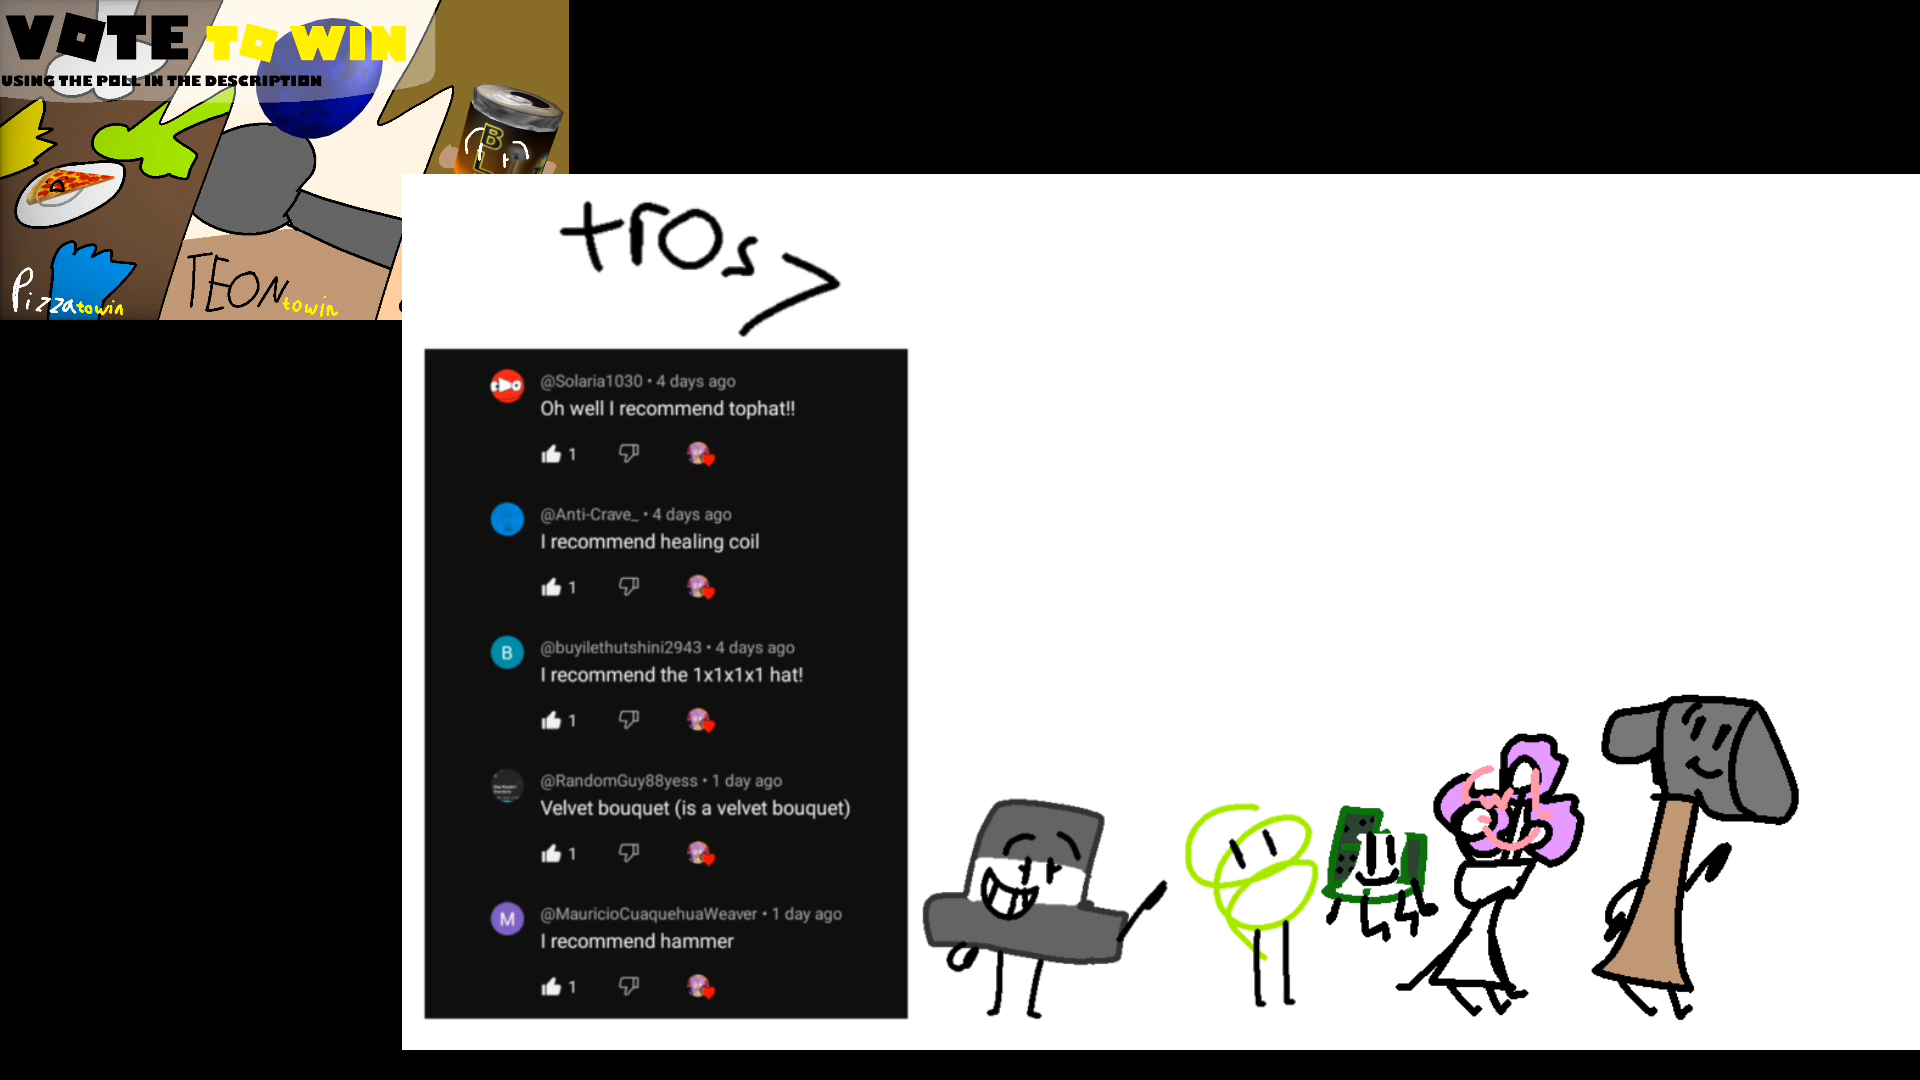 VOTE TO WIN
USING THE POLL IN THE DESCRIPTION
B
L
Pizza to win
TEON to win
tros
@Solaria1030 • 4 days ago
Oh well I recommend tophat!!
1
@Anti-Crave_ • 4 days ago
I recommend healing coil
1
B
@buyilethutshini2943 • 4 days ago
I recommend the 1x1x1x1 hat!
1
@RandomGuy88yess • 1 day ago
Velvet bouquet (is a velvet bouquet)
1
M
@MauricioCuaquehuaWeaver • 1 day ago
I recommend hammer
1